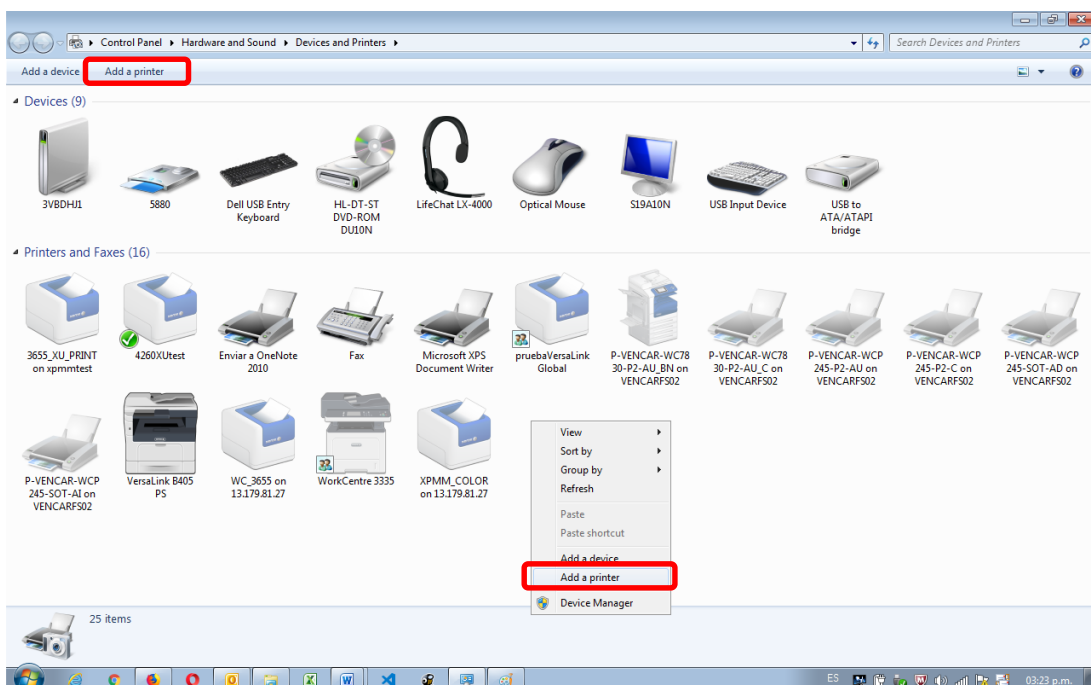 Control Panel Hardware and Sound Devices and Printers
Search Devices and Printers
Add a device
Add a printer
Devices (9)
3VBDHJ1
5880
Dell USB Entry
Keyboard
HL-DT-ST
DVD-ROM
DU10N
LifeChat LX-4000
Optical Mouse
S19A10N
USB Input Device
USB to
ATA/ATAPI
bridge
Printers and Faxes (16)
3655_XU_PRINT
on xpmmtest
4260XUtest
Enviar a OneNote
2010
Fax
Microsoft XPS
Document Writer
pruebaVersaLink
Global
P-VENCAR-WC78
30-P2-AU_BN on
VENCARFS02
P-VENCAR-WC78
30-P2-AU_C on
VENCARFS02
P-VENCAR-WCP
245-P2-AU on
VENCARFS02
P-VENCAR-WCP
245-P2-C on
VENCARFS02
P-VENCAR-WCP
245-SOT-AD on
VENCARFS02
P-VENCAR-WCP
245-SOT-AI on
VENCARFS02
VersaLink B405
PS
WC_3655 on
13.179.81.27
WorkCentre 3335
XPMM_COLOR
on 13.179.81.27
View
Sort by
Group by
Refresh
Paste
Paste shortcut
Add a device
Add a printer
Device Manager
25 items
ES
03:23 p.m.